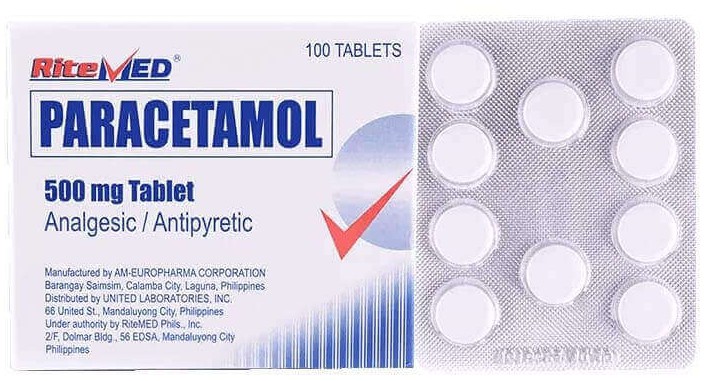 RiteMED®
100 TABLETS
PARACETAMOL
500 mg Tablet
Analgesic / Antipyretic
Manufactured by AM-EUROPHARMA CORPORATION
Barangay Saimsim, Calamba City, Laguna, Philippines
Distributed by UNITED LABORATORIES, INC.
66 United St., Mandaluyong City, Philippines
Under authority by RiteMED Phils., Inc.
2/F, Dolmar Bldg., 56 EDSA, Mandaluyong City
Philippines